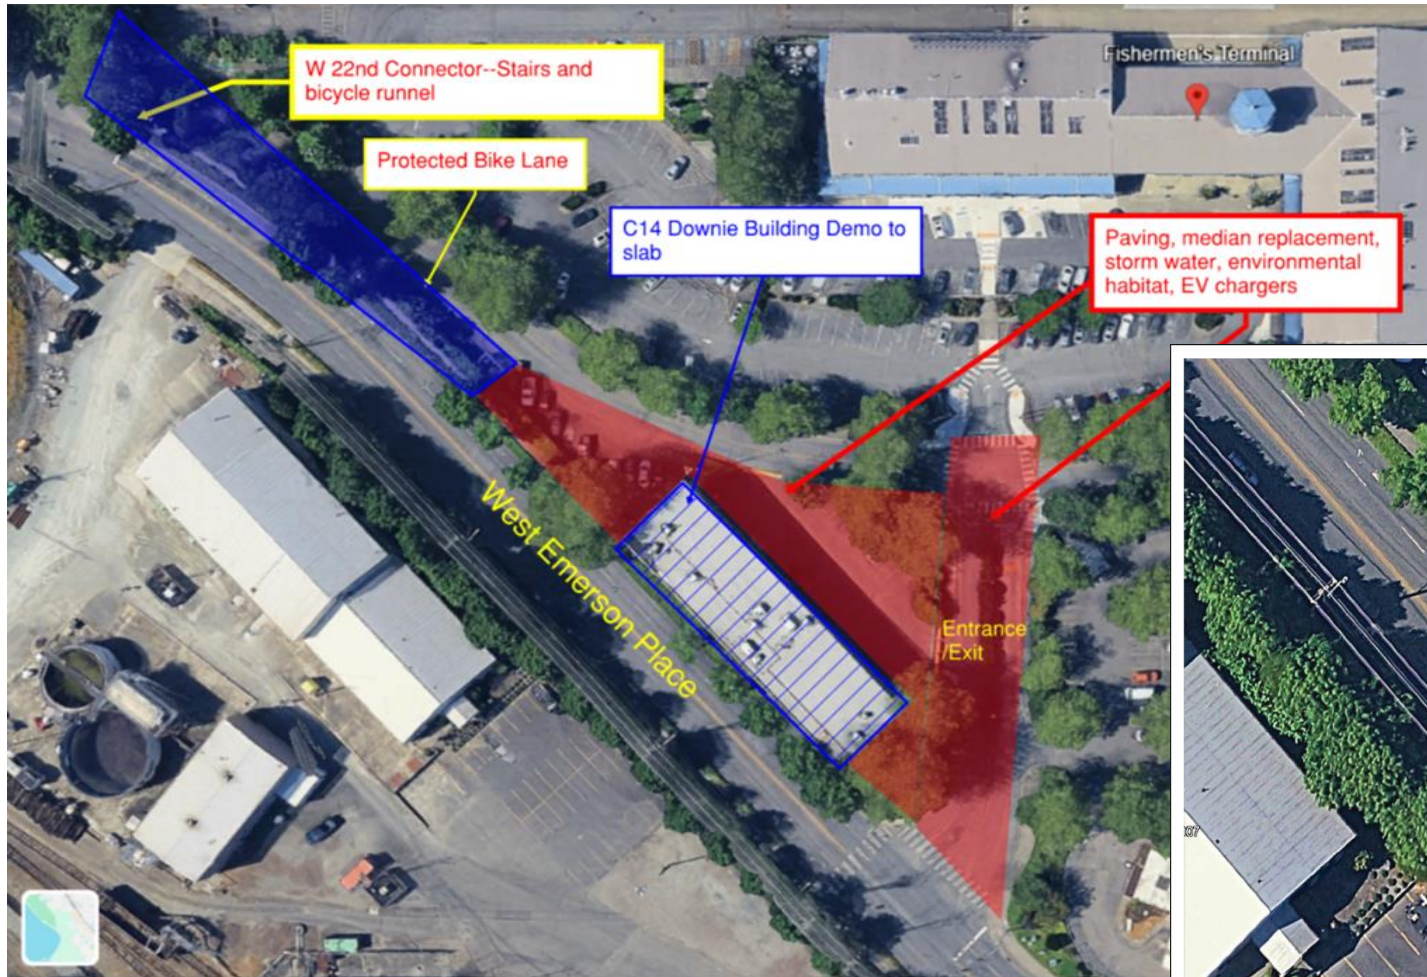 Fishermen's Terminal
W 22nd Connector--Stairs and
bicycle runnel
Protected Bike Lane
C14 Downie Building Demo to
slab
Paving, median replacement,
storm water, environmental
habitat, EV chargers
West Emerson Place
Entrance
/Exit